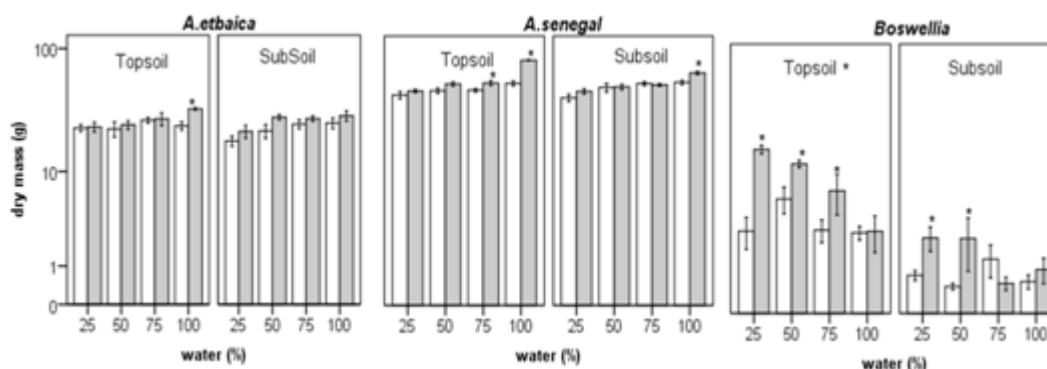 A.etbaica
A.senegal
Boswellia
Topsoil
SubSoil
Topsoil
Subsoil
Topsoil *
Subsoil
dry mass (g)
100
10
1
0
* * * * * * * * *
25 50 75 100
25 50 75 100
25 50 75 100
25 50 75 100
25 50 75 100
25 50 75 100
water (%)
water (%)
water (%)